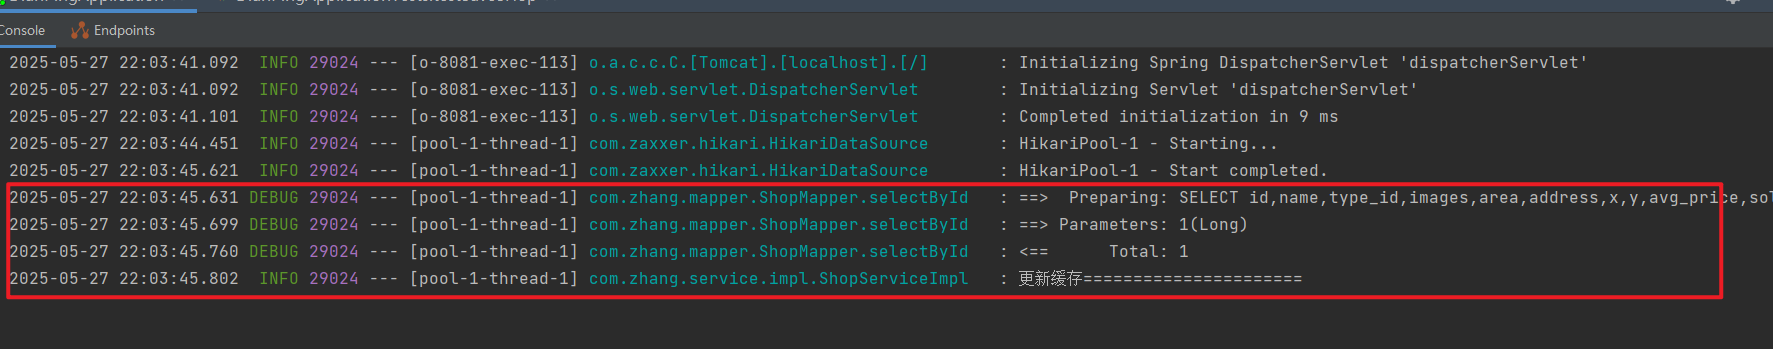 Console Endpoints
2025-05-27 22:03:41.092  INFO 29024 --- [o-8081-exec-113] o.a.c.c.C.[Tomcat].[localhost].[/]       : Initializing Spring DispatcherServlet 'dispatcherServlet'
2025-05-27 22:03:41.092  INFO 29024 --- [o-8081-exec-113] o.s.web.servlet.DispatcherServlet        : Initializing Servlet 'dispatcherServlet'
2025-05-27 22:03:41.101  INFO 29024 --- [o-8081-exec-113] o.s.web.servlet.DispatcherServlet        : Completed initialization in 9 ms
2025-05-27 22:03:44.451  INFO 29024 --- [pool-1-thread-1] com.zaxxer.hikari.HikariDataSource       : HikariPool-1 - Starting...
2025-05-27 22:03:45.621  INFO 29024 --- [pool-1-thread-1] com.zaxxer.hikari.HikariDataSource       : HikariPool-1 - Start completed.
2025-05-27 22:03:45.631 DEBUG 29024 --- [pool-1-thread-1] com.zhang.mapper.ShopMapper.selectById   : ==>  Preparing: SELECT id,name,type_id,images,area,address,x,y,avg_price,sol
2025-05-27 22:03:45.699 DEBUG 29024 --- [pool-1-thread-1] com.zhang.mapper.ShopMapper.selectById   : ==> Parameters: 1(Long)
2025-05-27 22:03:45.760 DEBUG 29024 --- [pool-1-thread-1] com.zhang.mapper.ShopMapper.selectById   : <==      Total: 1
2025-05-27 22:03:45.802  INFO 29024 --- [pool-1-thread-1] com.zhang.service.impl.ShopServiceImpl   : 更新缓存======================